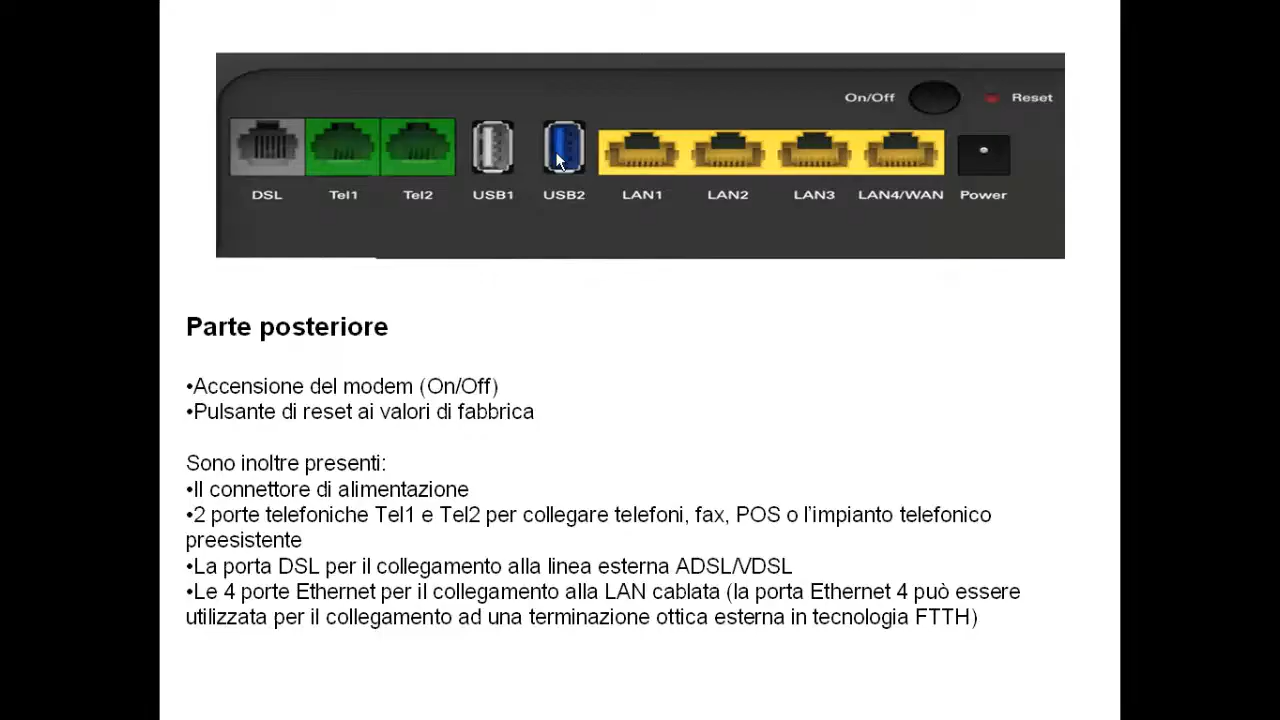 On/Off Reset
DSL Tel1 Tel2 USB1 USB2 LAN1 LAN2 LAN3 LAN4/WAN Power
Parte posteriore
•Accensione del modem (On/Off)
•Pulsante di reset ai valori di fabbrica
Sono inoltre presenti:
•Il connettore di alimentazione
•2 porte telefoniche Tel1 e Tel2 per collegare telefoni, fax, POS o l’impianto telefonico
preesistente
•La porta DSL per il collegamento alla linea esterna ADSL/VDSL
•Le 4 porte Ethernet per il collegamento alla LAN cablata (la porta Ethernet 4 può essere
utilizzata per il collegamento ad una terminazione ottica esterna in tecnologia FTTH)